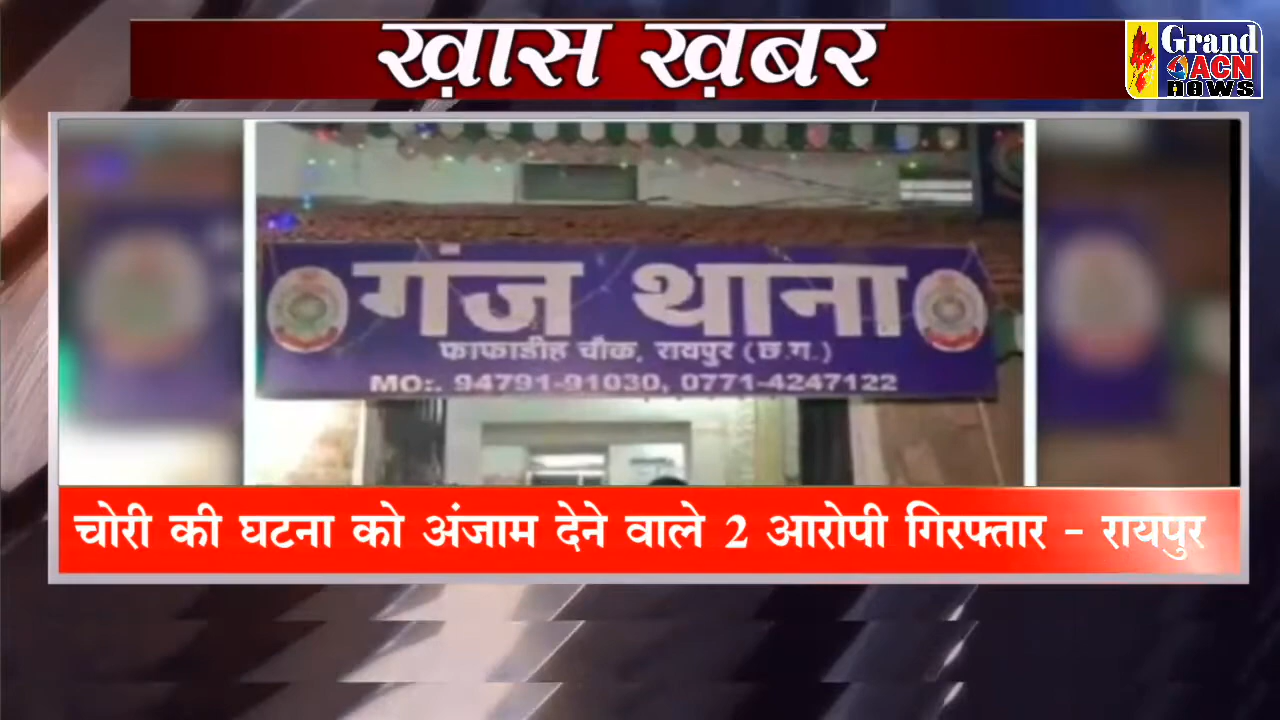 ख़ास ख़बर
Grand
ACN
news
गंज थाना
फाफाडीह चौक, रायपुर (छ.ग.)
MO:. 94791-91030, 0771-4247122
चोरी की घटना को अंजाम देने वाले 2 आरोपी गिरफ्तार - रायपुर